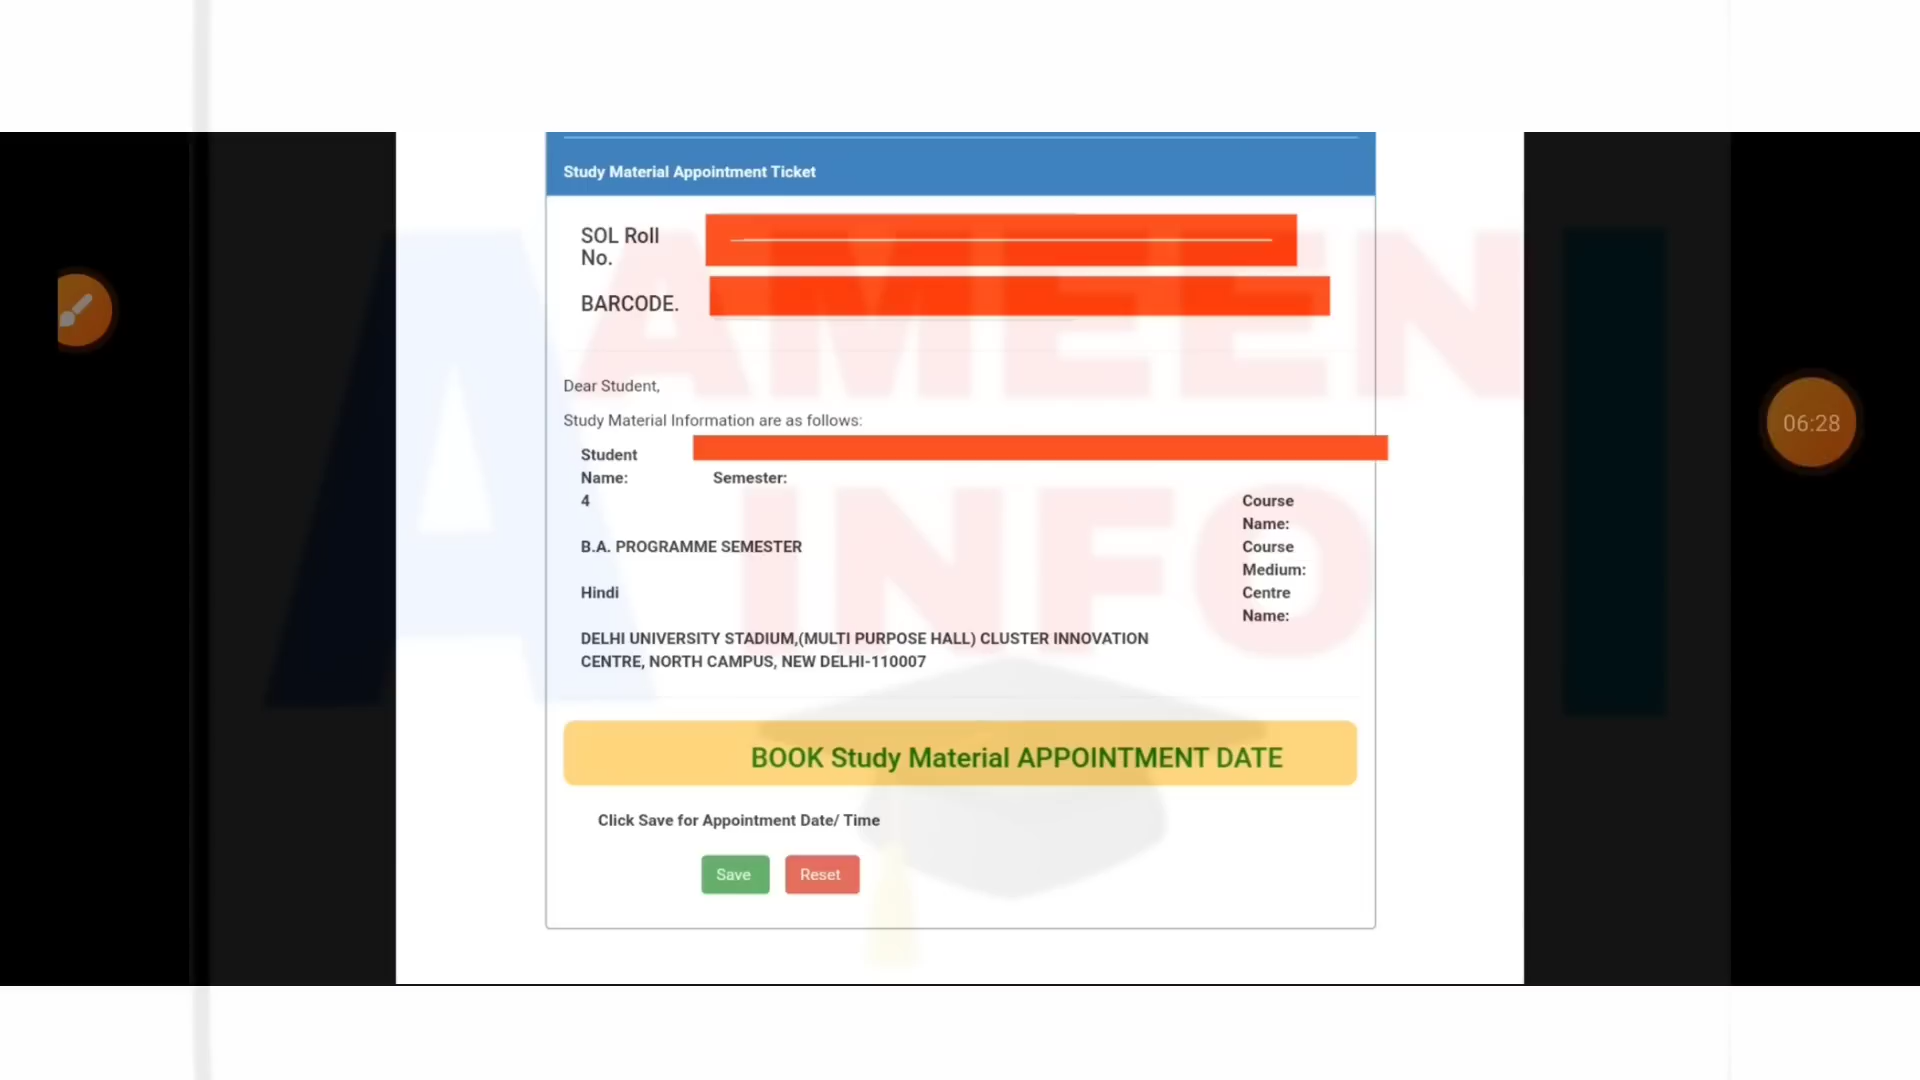 Study Material Appointment Ticket
SOL Roll
No.
BARCODE.
Dear Student,
Study Material Information are as follows:
Student
Name:
Semester:
4
Course
Name:
B.A. PROGRAMME SEMESTER
Course
Medium:
Hindi
Centre
Name:
DELHI UNIVERSITY STADIUM,(MULTI PURPOSE HALL) CLUSTER INNOVATION
CENTRE, NORTH CAMPUS, NEW DELHI-110007
BOOK Study Material APPOINTMENT DATE
Click Save for Appointment Date/ Time
Save
Reset
06:28
A
AMEEN
INFO